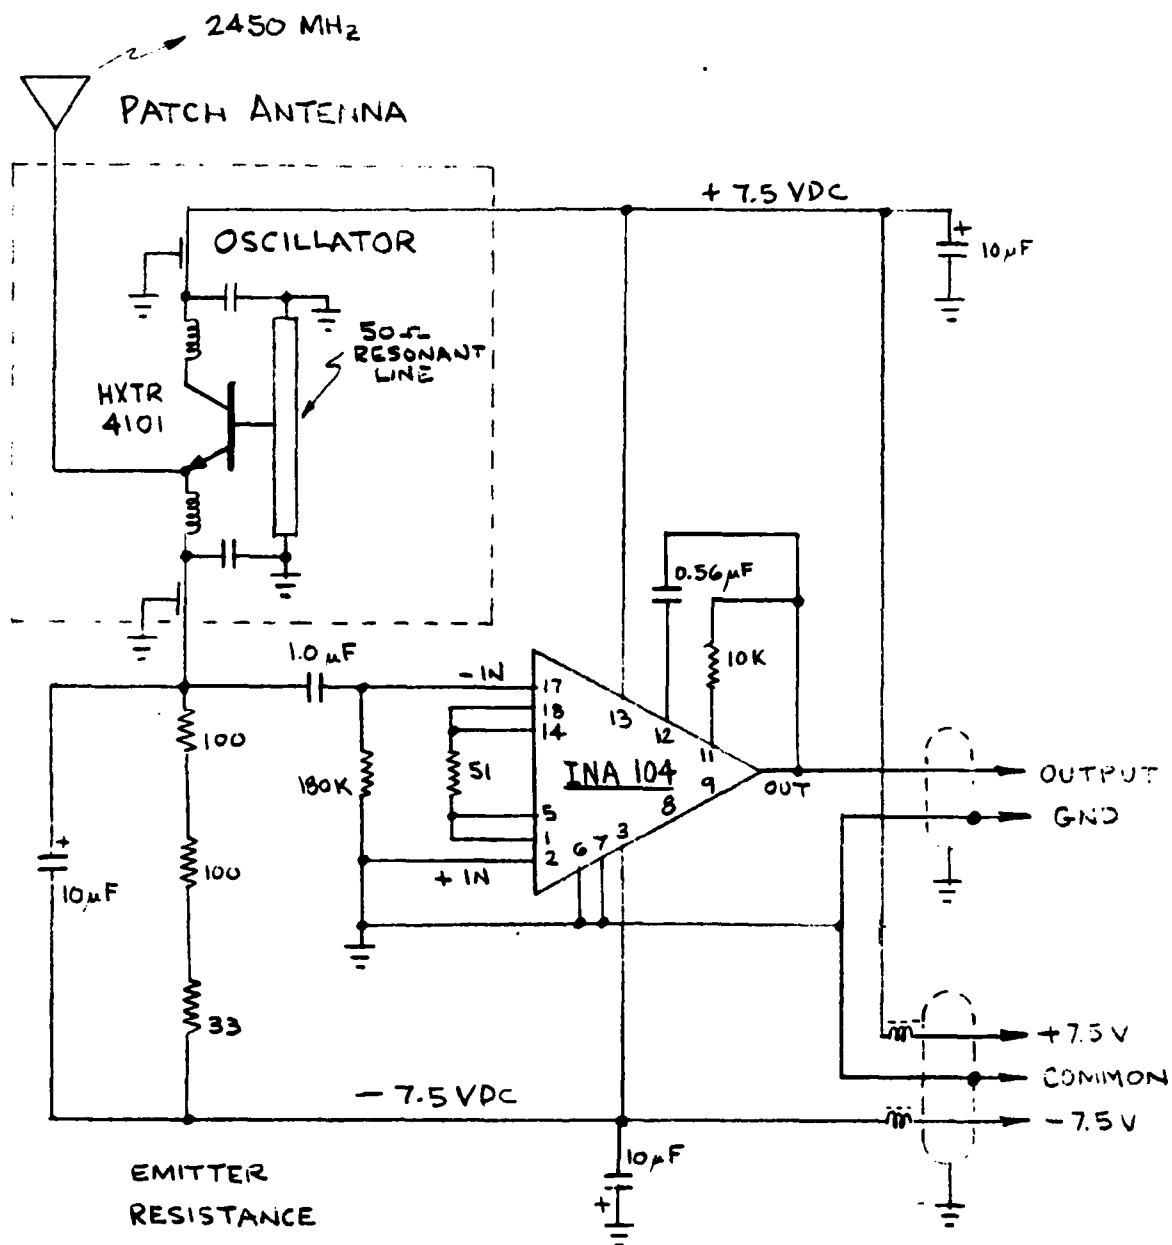 2450 MHz
PATCH ANTENNA
+ 7.5 VDC
OSCILLATOR
+
10µF
50Ω
RESONANT
LINE
HXTR
4101
0.56µF
1.0µF
- IN
17
18
14
13
12
10K
11
100
180K
51
INA 104
9
OUT
OUTPUT
8
5
1
2
6 7 3
GND
+
10µF
100
+ IN
33
+ 7.5 V
COMMON
- 7.5 VDC
- 7.5 V
10µF
+
EMITTER
RESISTANCE